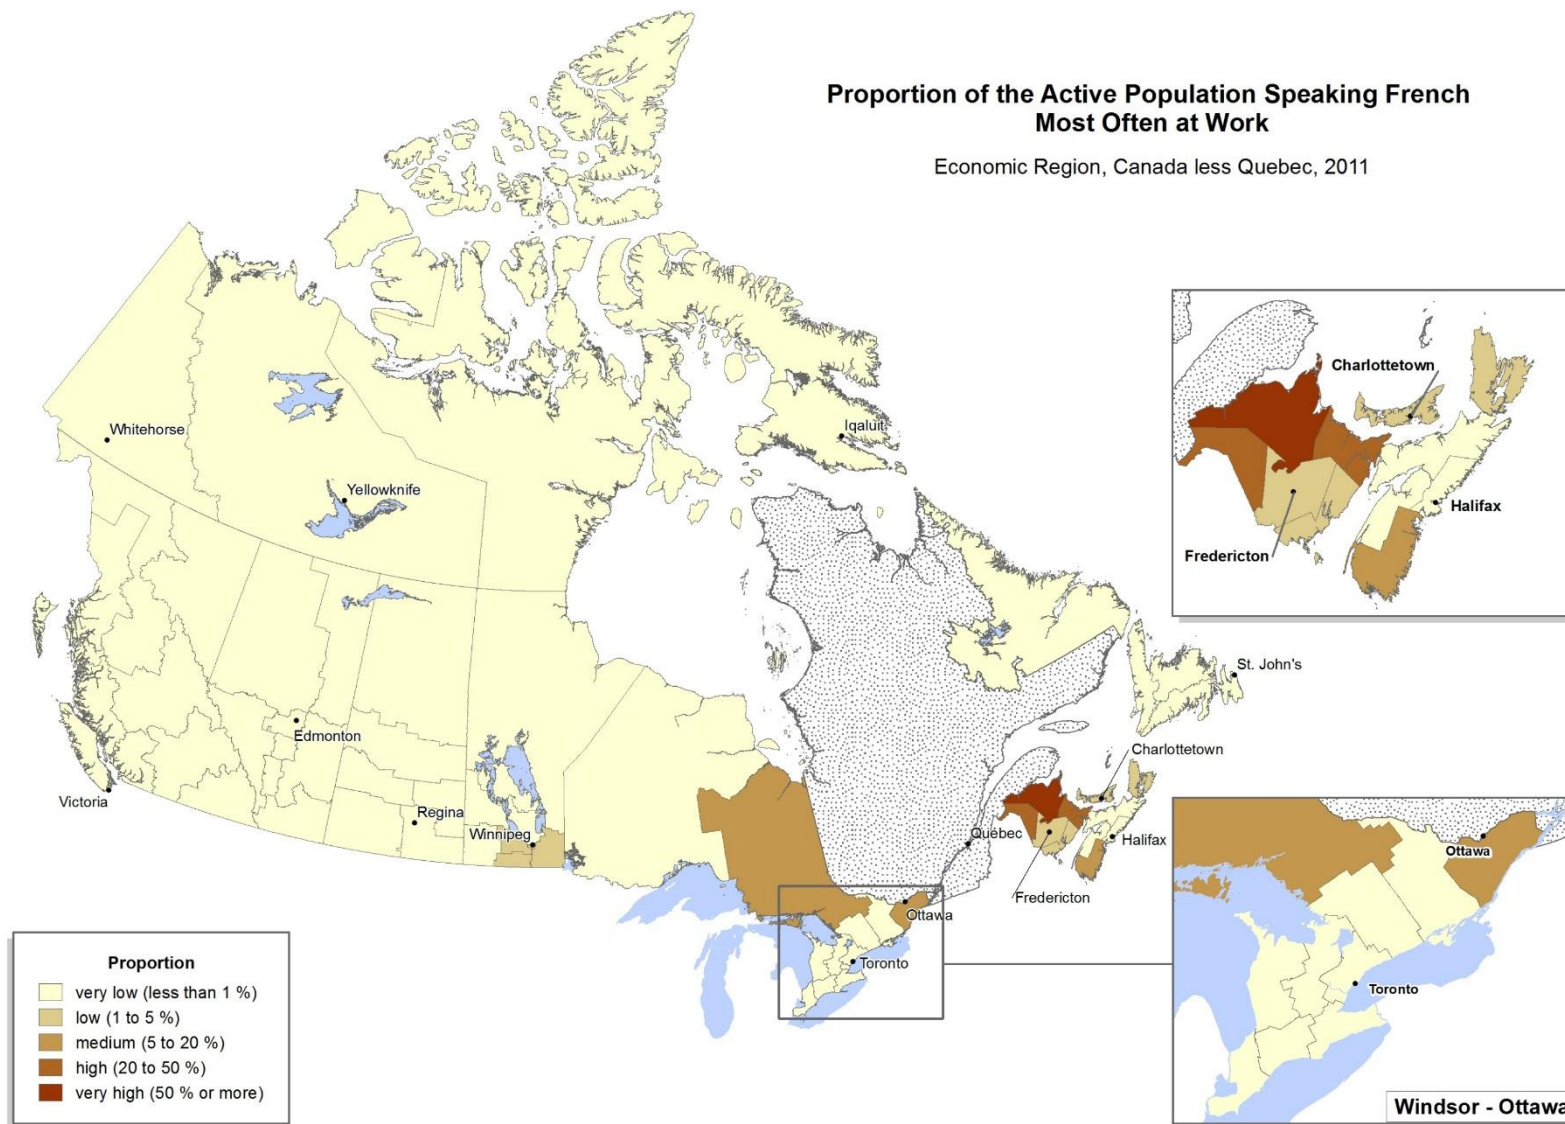 Proportion of the Active Population Speaking French
Most Often at Work
Economic Region, Canada less Quebec, 2011
Whitehorse
Yellowknife
Iqaluit
Edmonton
Victoria
Regina
Winnipeg
St. John's
Charlottetown
Québec
Halifax
Fredericton
Ottawa
Toronto
Charlottetown
Halifax
Fredericton
Ottawa
Toronto
Windsor - Ottawa
Proportion
very low (less than 1 %)
low (1 to 5 %)
medium (5 to 20 %)
high (20 to 50 %)
very high (50 % or more)